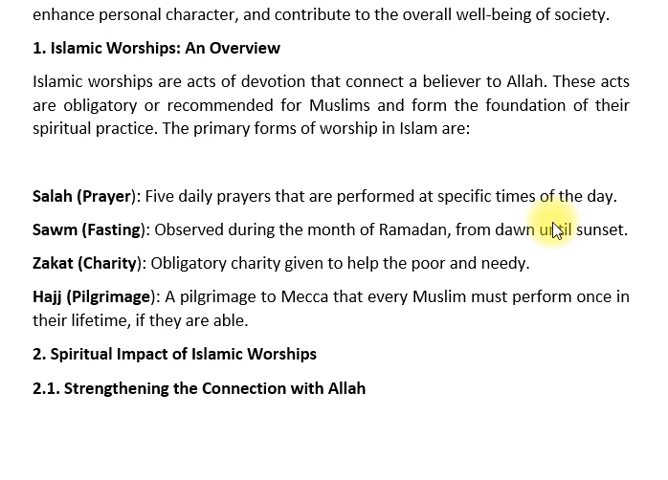 enhance personal character, and contribute to the overall well-being of society.
1. Islamic Worships: An Overview
Islamic worships are acts of devotion that connect a believer to Allah. These acts
are obligatory or recommended for Muslims and form the foundation of their
spiritual practice. The primary forms of worship in Islam are:
Salah (Prayer): Five daily prayers that are performed at specific times of the day.
Sawm (Fasting): Observed during the month of Ramadan, from dawn until sunset.
Zakat (Charity): Obligatory charity given to help the poor and needy.
Hajj (Pilgrimage): A pilgrimage to Mecca that every Muslim must perform once in
their lifetime, if they are able.
2. Spiritual Impact of Islamic Worships
2.1. Strengthening the Connection with Allah